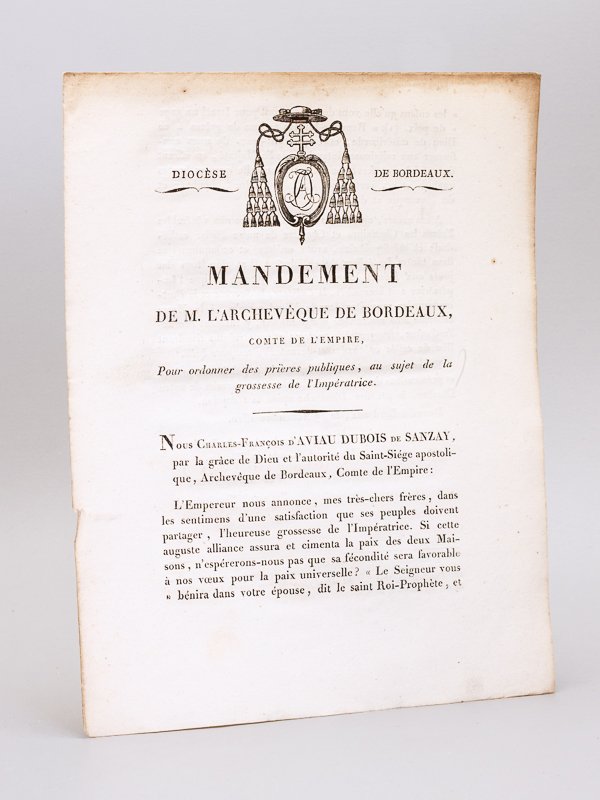 DIOCÈSE DE BORDEAUX.
MANDEMENT
DE M. L'ARCHEVÊQUE DE BORDEAUX,
COMTE DE L'EMPIRE,
Pour ordonner des prières publiques, au sujet de la
grossesse de l'Impératrice.
Nous Charles-François d'AVIAU DUBOIS de SANZAY,
par la grâce de Dieu et l'autorité du Saint-Siége apostoli-
que, Archevêque de Bordeaux, Comte de l'Empire:
L'Empereur nous annonce, mes très-chers frères, dans
les sentimens d'une satisfaction que ses peuples doivent
partager, l'heureuse grossesse de l'Impératrice. Si cette
auguste alliance assura et cimenta la paix des deux Mai-
sons, n'espérerons-nous pas que sa fécondité sera favorable
à nos vœux pour la paix universelle? « Le Seigneur vous
» bénira dans votre épouse, dit le saint Roi-Prophète, et